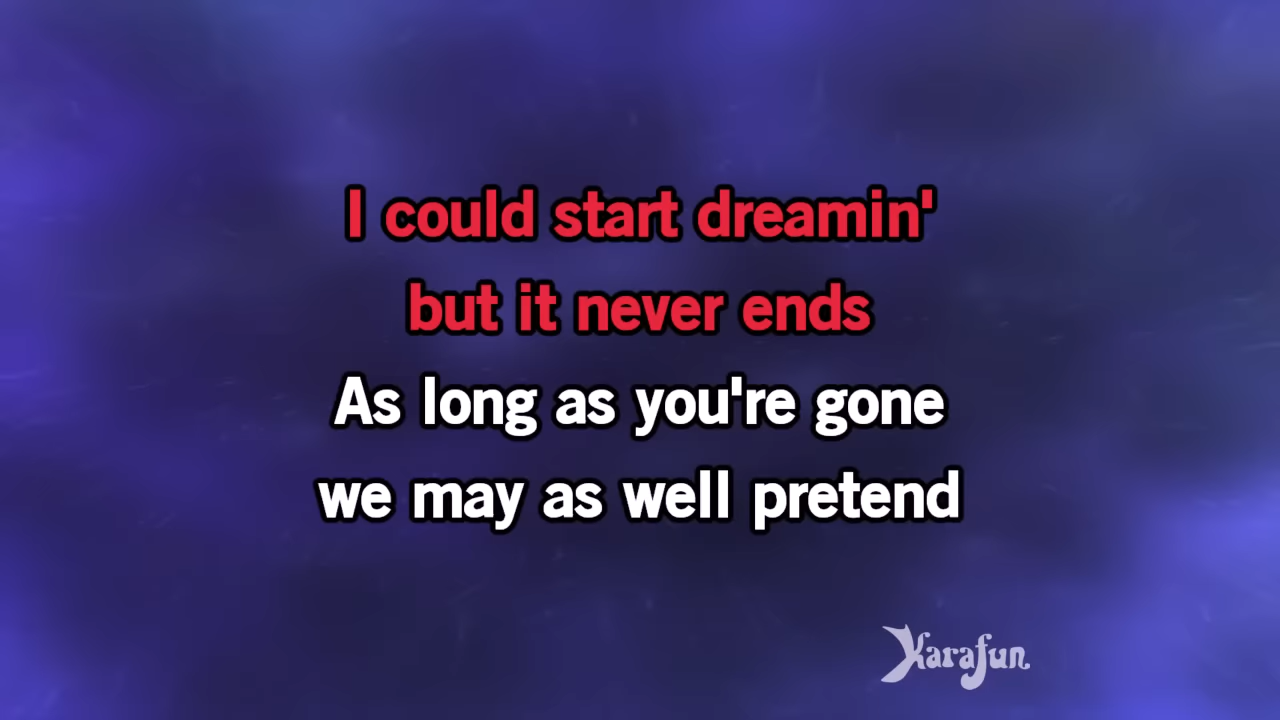 I could start dreamin'
but it never ends
As long as you're gone
we may as well pretend
Karafun